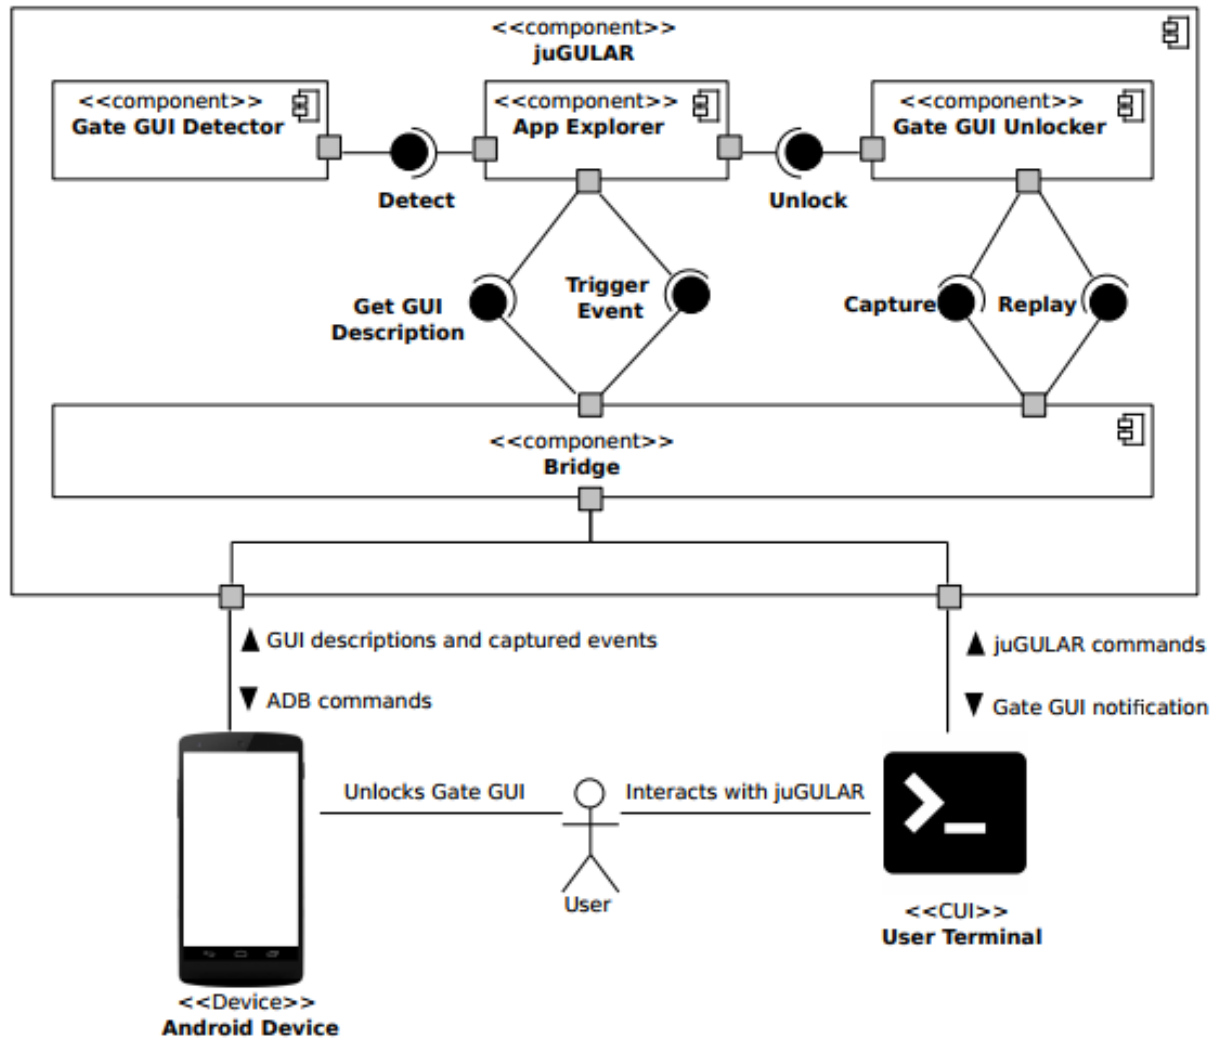 <<component>>
juGULAR
<<component>>
Gate GUI Detector
<<component>>
App Explorer
<<component>>
Gate GUI Unlocker
Detect
Unlock
Get GUI
Description
Trigger
Event
Capture
Replay
<<component>>
Bridge
GUI descriptions and captured events
ADB commands
juGULAR commands
Gate GUI notification
Unlocks Gate GUI
Interacts with juGULAR
User
<<CUI>>
User Terminal
<<Device>>
Android Device